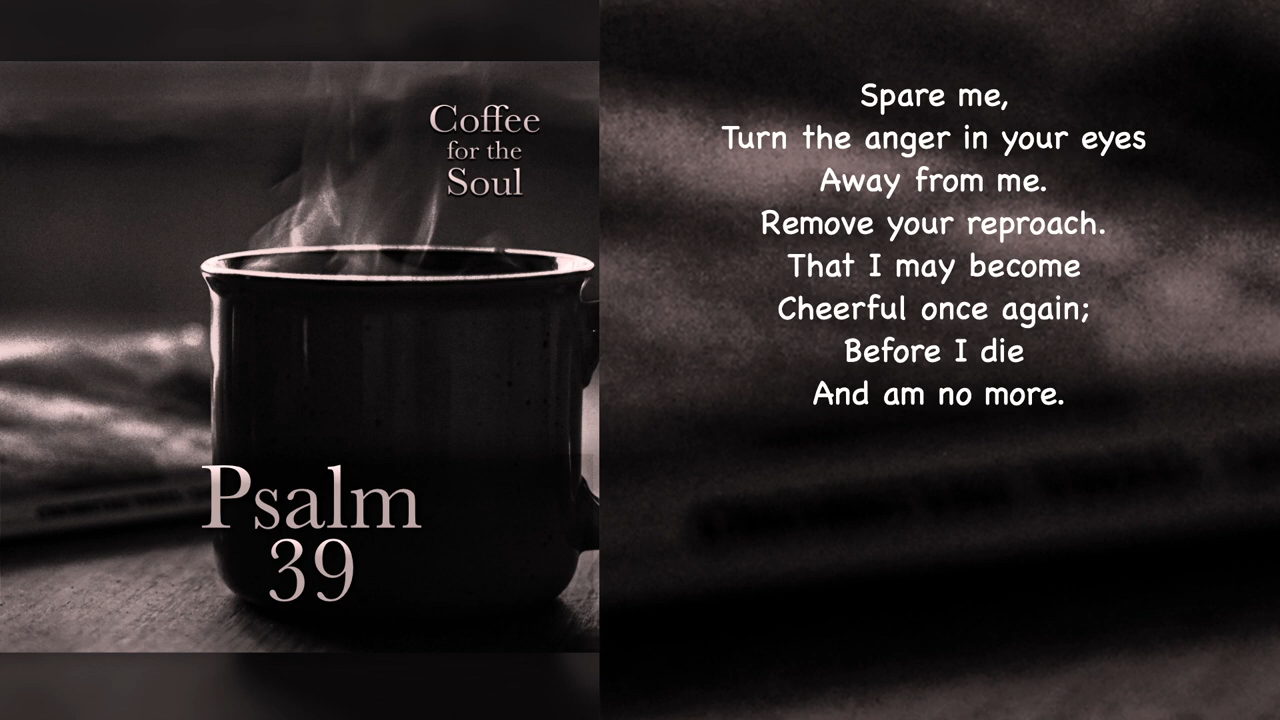 Coffee
for the
Soul
Psalm
39
Spare me,
Turn the anger in your eyes
Away from me.
Remove your reproach.
That I may become
Cheerful once again;
Before I die
And am no more.